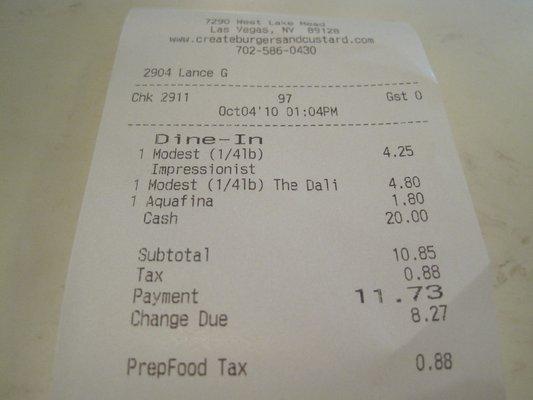 7290 West Lake Mead
Las Vegas, NV 89128
www.createburgersandcustard.com
702-586-0430
2904 Lance G
Chk 2911 97 Gst 0
Oct04'10 01:04PM
Dine-In
1 Modest (1/4lb) 4.25
Impressionist
1 Modest (1/4lb) The Dali 4.80
1 Aquafina 1.80
Cash 20.00
Subtotal 10.85
Tax 0.88
Payment 11.73
Change Due 8.27
PrepFood Tax 0.88